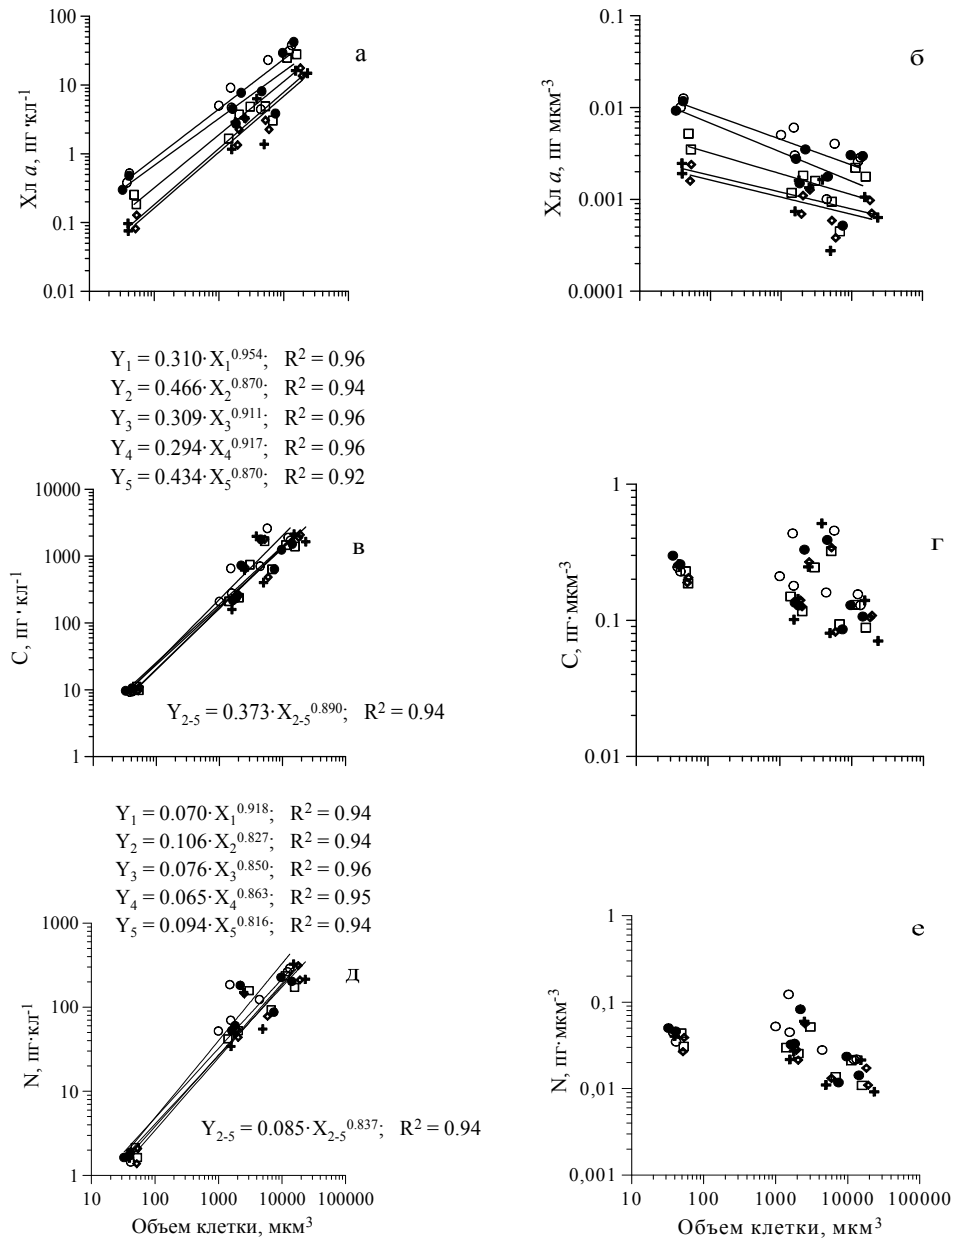 а
Хл a, пг·кл-1
100
10
1
0.1
0.01
б
Хл a, пг мкм-3
0.1
0.01
0.001
0.0001
Y1 = 0.310·X1^0.954; R2 = 0.96
Y2 = 0.466·X2^0.870; R2 = 0.94
Y3 = 0.309·X3^0.911; R2 = 0.96
Y4 = 0.294·X4^0.917; R2 = 0.96
Y5 = 0.434·X5^0.870; R2 = 0.92
в
C, пг·кл-1
10000
1000
100
10
1
Y2-5 = 0.373·X2-5^0.890; R2 = 0.94
г
C, пг·мкм-3
1
0.1
0.01
Y1 = 0.070·X1^0.918; R2 = 0.94
Y2 = 0.106·X2^0.827; R2 = 0.94
Y3 = 0.076·X3^0.850; R2 = 0.96
Y4 = 0.065·X4^0.863; R2 = 0.95
Y5 = 0.094·X5^0.816; R2 = 0.94
д
N, пг·кл-1
1000
100
10
1
Y2-5 = 0.085·X2-5^0.837; R2 = 0.94
10 100 1000 10000 100000
Объем клетки, мкм3
е
N, пг·мкм-3
1
0,1
0,01
0,001
10 100 1000 10000 100000
Объем клетки, мкм3